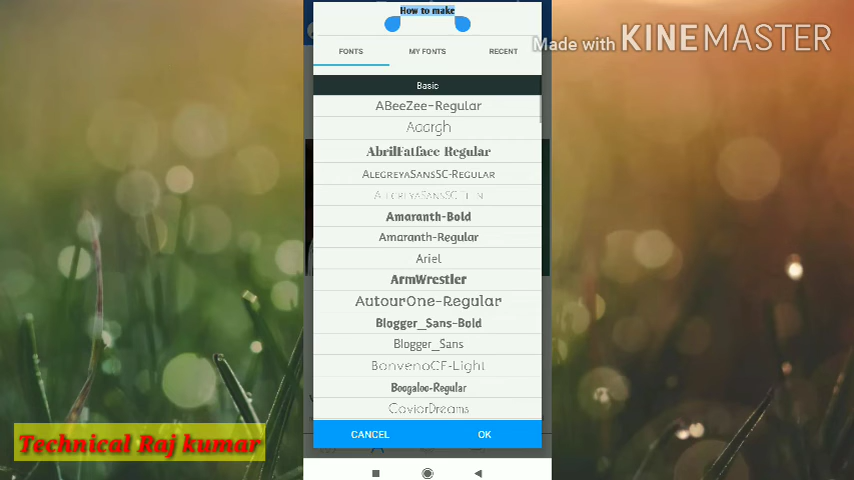 How to make
Made with KINEMASTER
FONTS
MY FONTS
RECENT
Basic
ABeeZee-Regular
Aaargh
AbrilFatface Regular
AlegreyaSansSC-Regular
Amaranth-Bold
Amaranth-Regular
Ariel
ArmWrestler
AutourOne-Regular
Blogger_Sans-Bold
Blogger_Sans
BonvenoCF-Light
Boogaloo-Regular
CaviarDreams
CANCEL
OK
Technical Raj kumar